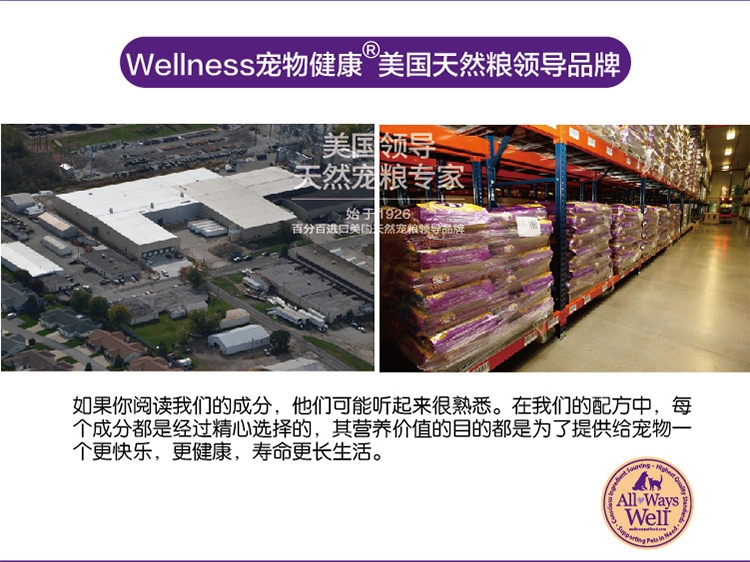 Wellness宠物健康®美国天然粮领导品牌
美国领导
天然宠粮专家
始于1926
百分百进口美国天然宠粮领导品牌
如果你阅读我们的成分，他们可能听起来很熟悉。在我们的配方中，每
个成分都是经过精心选择的，其营养价值的目的都是为了提供给宠物一
个更快乐，更健康，寿命更长生活。
Conscious Ingredient Sourcing • Highest Quality Standards
All Ways
Well
wellnesspetfood.com
• Supporting Pets In Need •